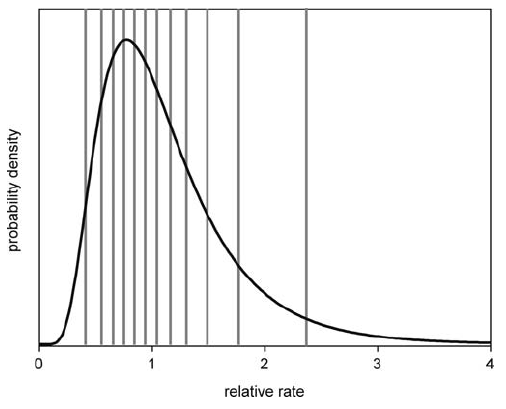 probability density
0 1 2 3 4
relative rate